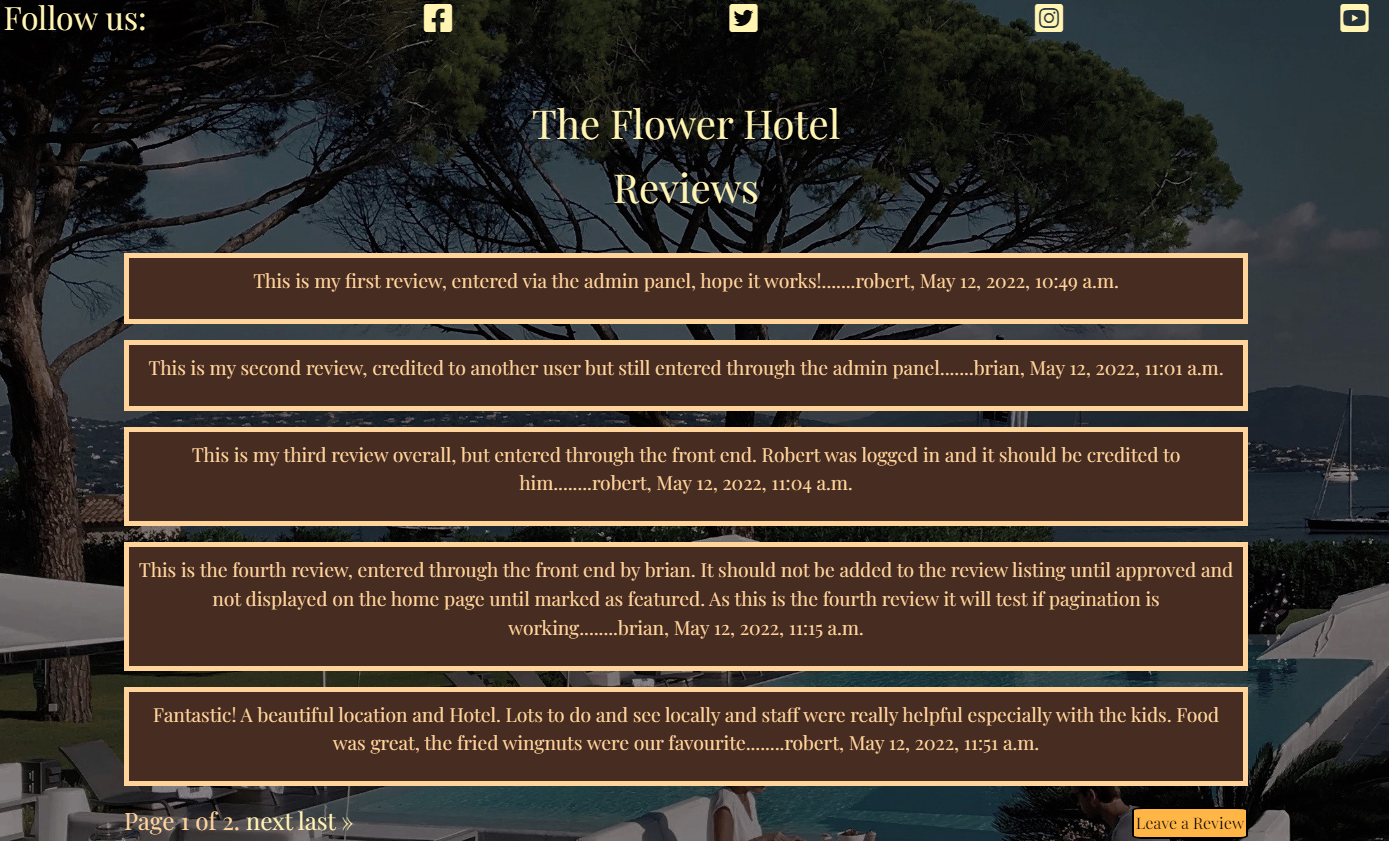 Follow us:
The Flower Hotel
Reviews
This is my first review, entered via the admin panel, hope it works!.......robert, May 12, 2022, 10:49 a.m.
This is my second review, credited to another user but still entered through the admin panel.......brian, May 12, 2022, 11:01 a.m.
This is my third review overall, but entered through the front end. Robert was logged in and it should be credited to
him........robert, May 12, 2022, 11:04 a.m.
This is the fourth review, entered through the front end by brian. It should not be added to the review listing until approved and
not displayed on the home page until marked as featured. As this is the fourth review it will test if pagination is
working........brian, May 12, 2022, 11:15 a.m.
Fantastic! A beautiful location and Hotel. Lots to do and see locally and staff were really helpful especially with the kids. Food
was great, the fried wingnuts were our favourite........robert, May 12, 2022, 11:51 a.m.
Page 1 of 2. next last »
Leave a Review